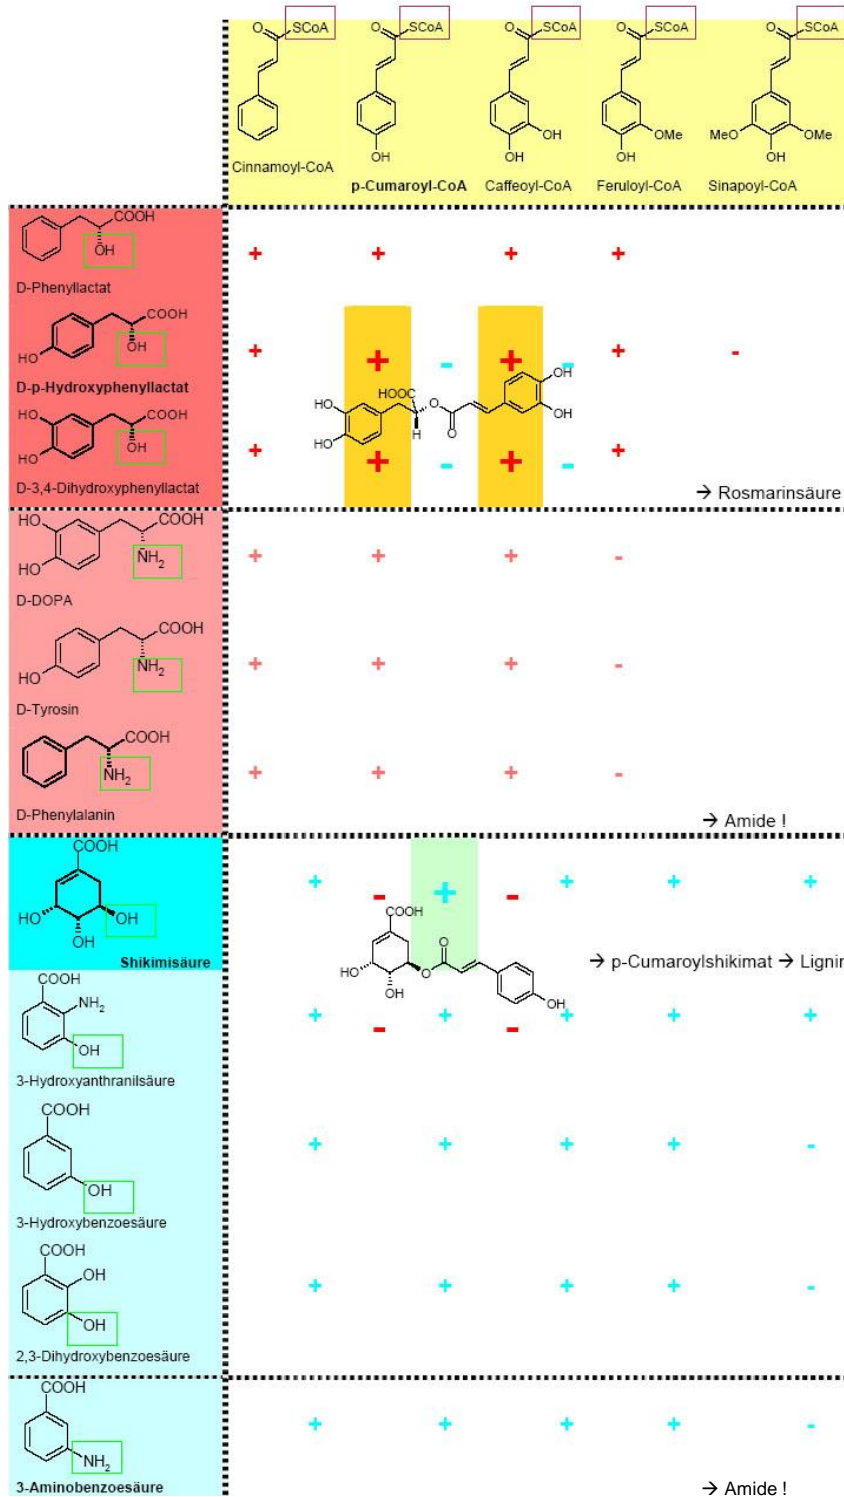 O SCoA O SCoA O SCoA O SCoA O SCoA
OH OMe MeO OMe
OH OH OH OH
Cinnamoyl-CoA p-Cumaroyl-CoA Caffeoyl-CoA Feruloyl-CoA Sinapoyl-CoA
COOH
OH
D-Phenyllactat
+ + + +
COOH
HO OH
D-p-Hydroxyphenyllactat
+ + - + - + -
HO COOH
HO OH
D-3,4-Dihydroxyphenyllactat
+ + - + - +
HOOC O OH
HO OH
HO H O
→ Rosmarinsäure
HO COOH
HO NH2
D-DOPA
+ + + -
COOH
HO NH2
D-Tyrosin
+ + + -
COOH
NH2
D-Phenylalanin
+ + + -
→ Amide !
COOH
HO OH
OH
Shikimisäure
+ - + - + + +
COOH
O
HO O
OH OH
→ p-Cumaroylshikimat → Lignin
COOH
NH2
OH
3-Hydroxyanthranilsäure
+ - + - + + +
COOH
OH
3-Hydroxybenzoesäure
+ + + + -
COOH
OH
OH
2,3-Dihydroxybenzoesäure
+ + + + -
COOH
NH2
3-Aminobenzoesäure
+ + + + -
→ Amide !